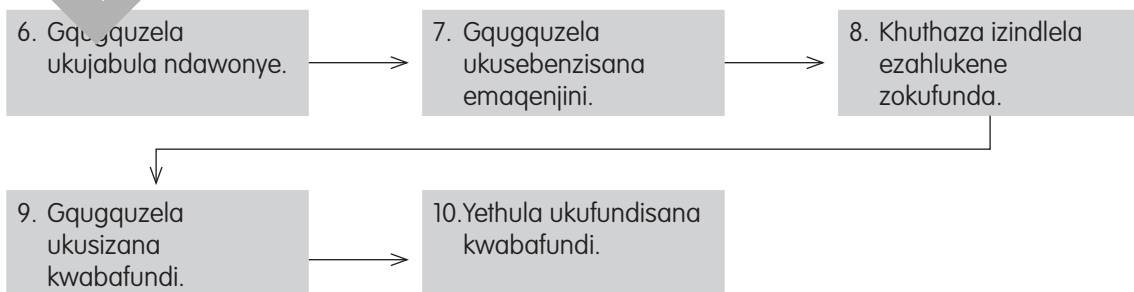 6. Gqugquzela
ukujabula ndawonye.
7. Gqugquzela
ukusebenzisana
emaqenjini.
8. Khuthaza izindlela
ezahlukene
zokufunda.
9. Gqugquzela
ukusizana
kwabafundi.
10.Yethula ukufundisana
kwabafundi.